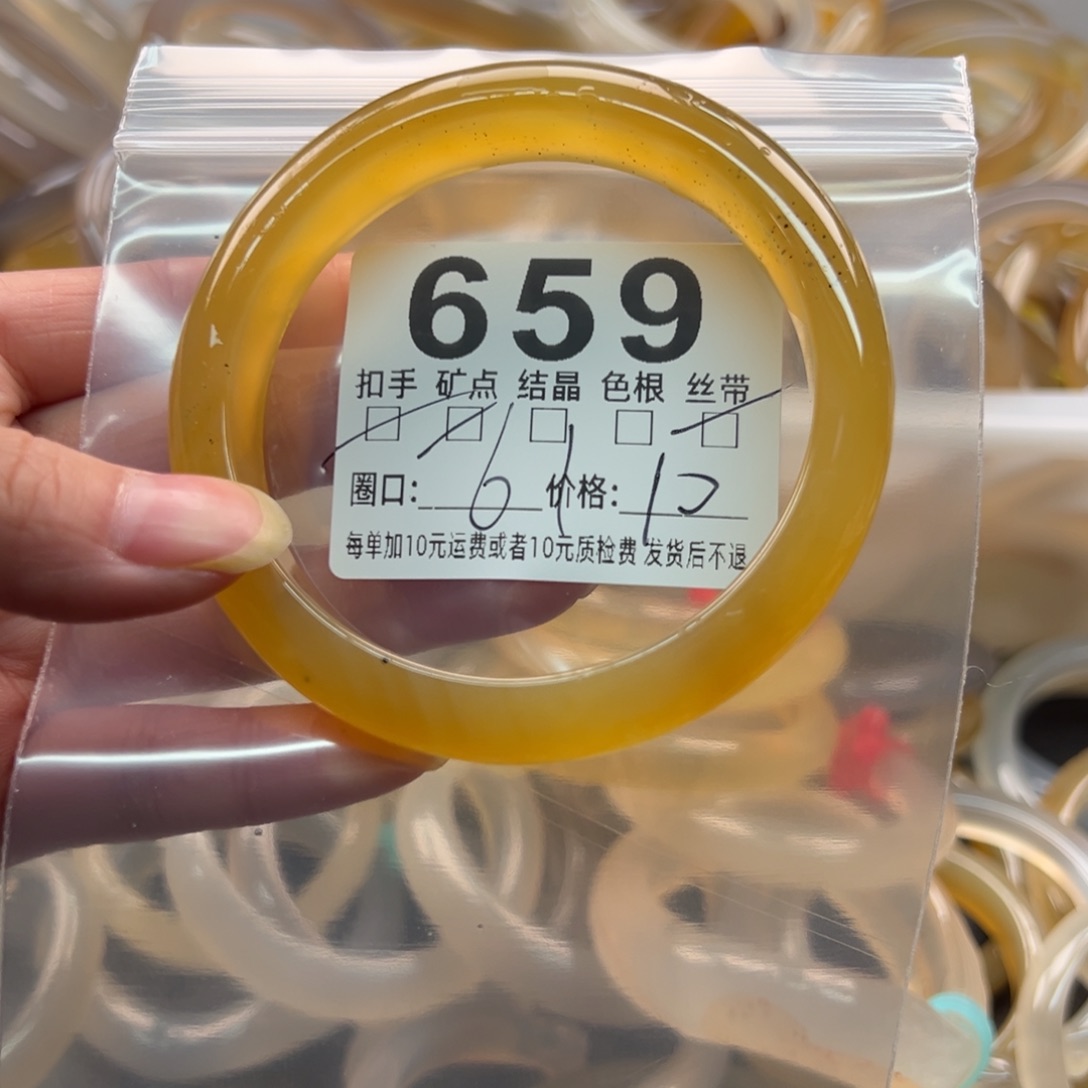 659
扣手 矿点 结晶 色根 丝带
圈口: 61 价格: 12
每单加10元运费或者10元质检费 发货后不退